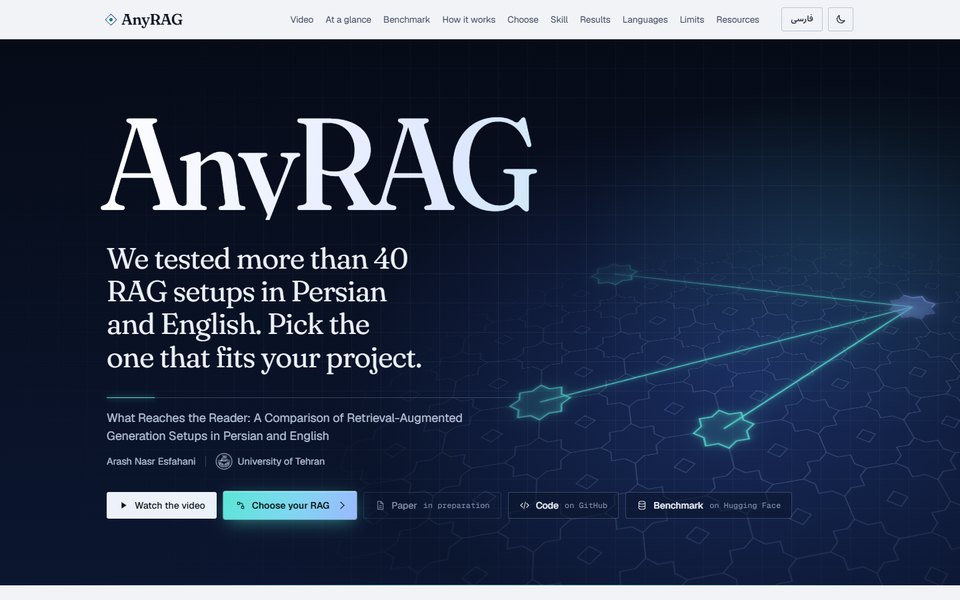 AnyRAG
Video At a glance Benchmark How it works Choose Skill Results Languages Limits Resources
فارسی
AnyRAG
We tested more than 40
RAG setups in Persian
and English. Pick the
one that fits your project.
What Reaches the Reader: A Comparison of Retrieval-Augmented
Generation Setups in Persian and English
Arash Nasr Esfahani
University of Tehran
Watch the video
Choose your RAG
Paper in preparation
Code on GitHub
Benchmark on Hugging Face